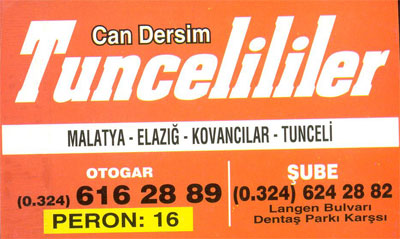 Can Dersim
Tuncelililer
MALATYA - ELAZIĞ - KOVANCILAR - TUNCELİ
OTOGAR
(0.324) 616 28 89
PERON: 16
ŞUBE
(0.324) 624 28 82
Langen Bulvarı
Dentaş Parkı Karşsı